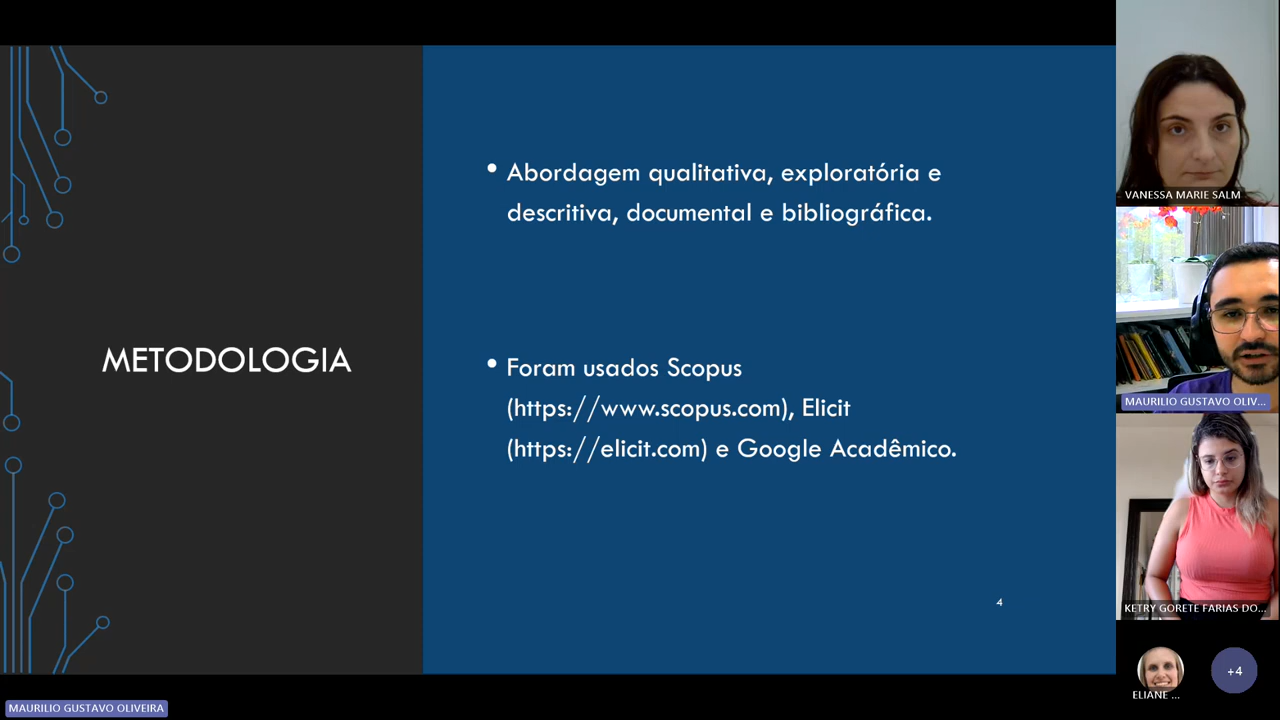 METODOLOGIA
• Abordagem qualitativa, exploratória e
descritiva, documental e bibliográfica.
• Foram usados Scopus
(https://www.scopus.com), Elicit
(https://elicit.com) e Google Acadêmico.
4
VANESSA MARIE SALM
MAURILIO GUSTAVO OLIV...
KETRY GORETE FARIAS DO...
ELIANE ...
+4
MAURILIO GUSTAVO OLIVEIRA